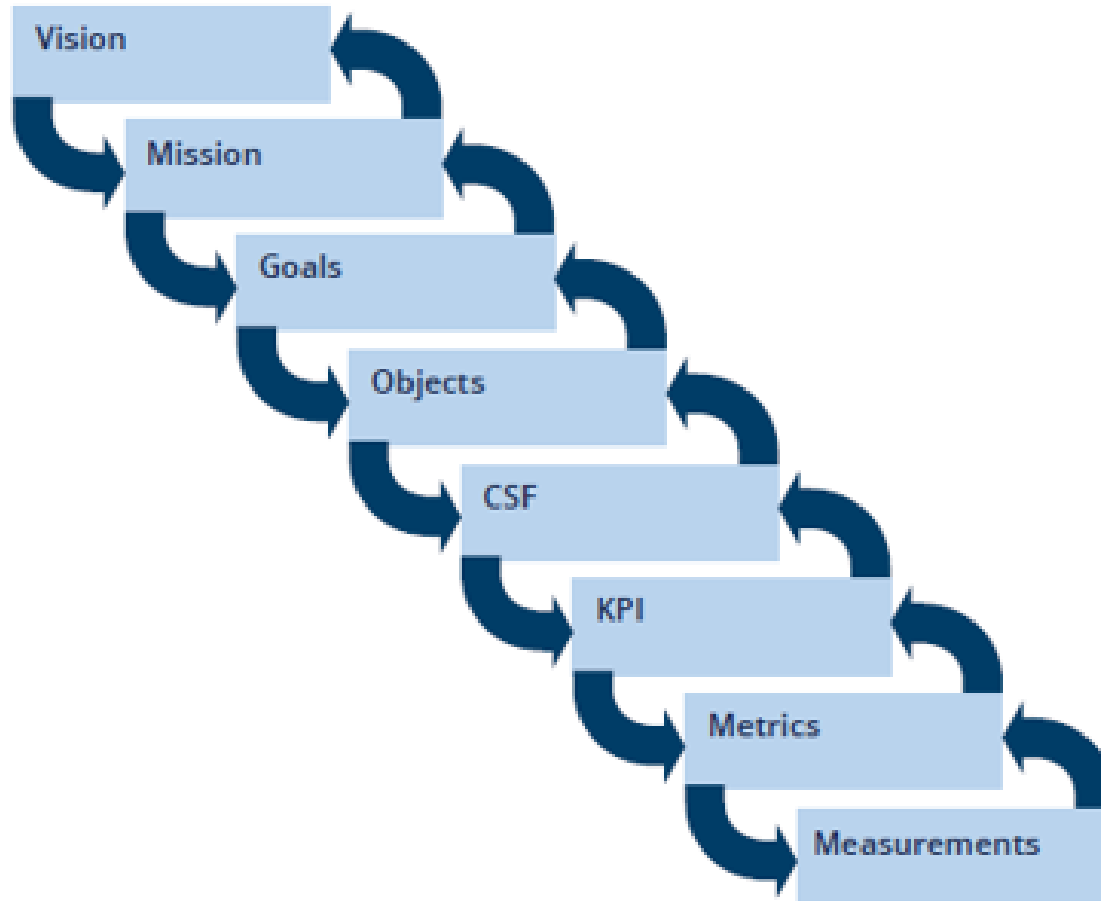 Vision
Mission
Goals
Objects
CSF
KPI
Metrics
Measurements